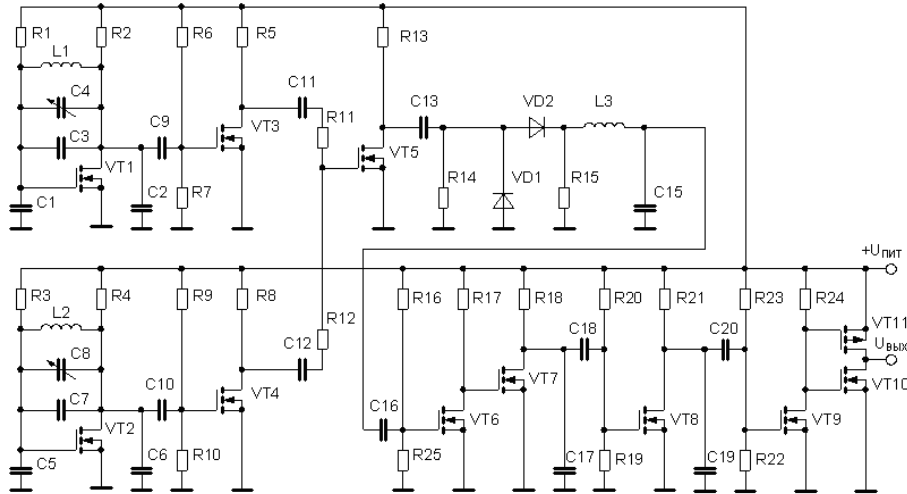 R1 R2 R6 R5 R13
L1
C4 C11 C13 VD2 L3
C9 R11
C3 VT3
VT1 VT5
R14 VD1 R15 C15
C1 C2 R7
+Uпит
R3 R4 R9 R8 R16 R17 R18 R20 R21 R23 R24
L2 R12 C18 C20 VT11
C8 C12 Uвых
C10 VT7 VT10
C7 VT4 C16
VT2 VT6 VT8 VT9
C5 C6 R10 R25 C17 R19 C19 R22